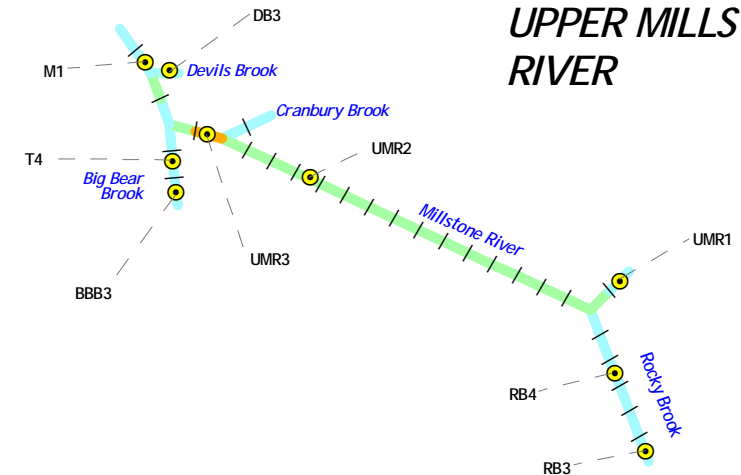 UPPER MILLS
RIVER
DB3
M1
Devils Brook
Cranbury Brook
UMR2
T4
Big Bear
Brook
Millstone River
UMR1
UMR3
BBB3
Rocky Brook
RB4
RB3